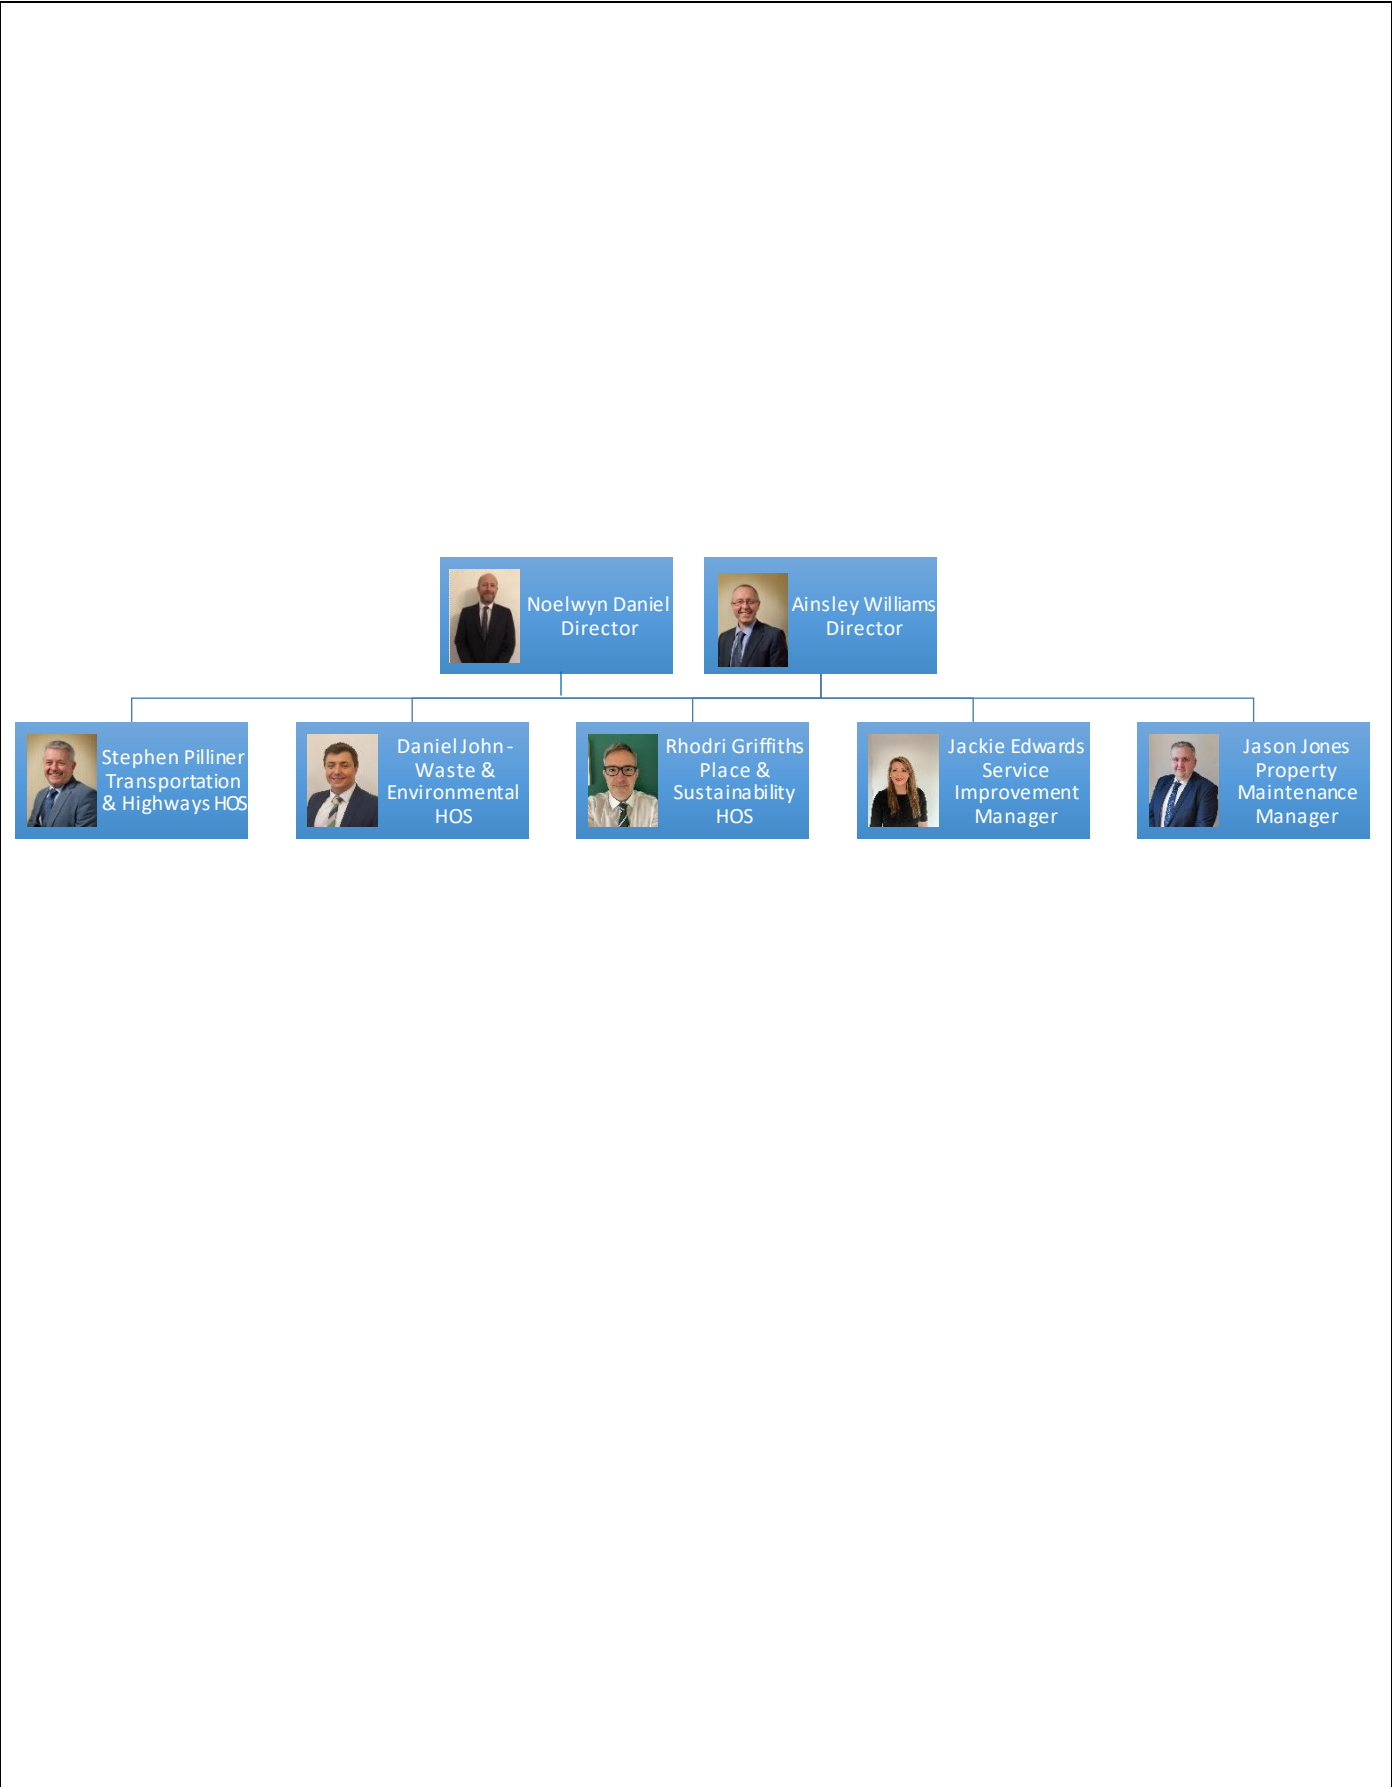 Noelwyn Daniel
Director
Ainsley Williams
Director
Stephen Pilliner
Transportation
& Highways HOS
Daniel John -
Waste &
Environmental
HOS
Rhodri Griffiths
Place &
Sustainability
HOS
Jackie Edwards
Service
Improvement
Manager
Jason Jones
Property
Maintenance
Manager